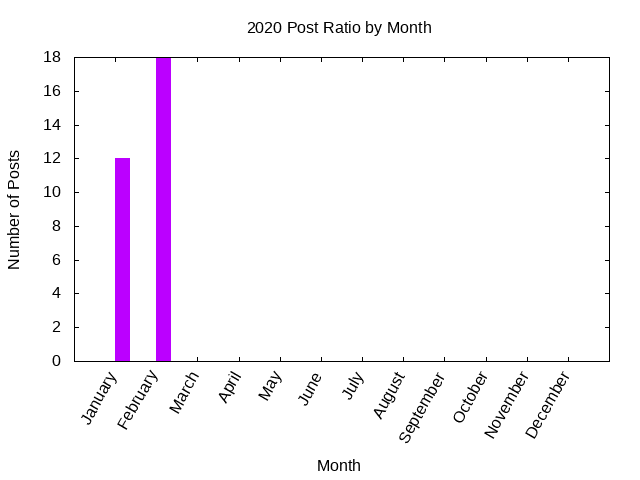 2020 Post Ratio by Month
18
16
14
12
10
8
6
4
2
0
Number of Posts
January
February
March
April
May
June
July
August
September
October
November
December
Month